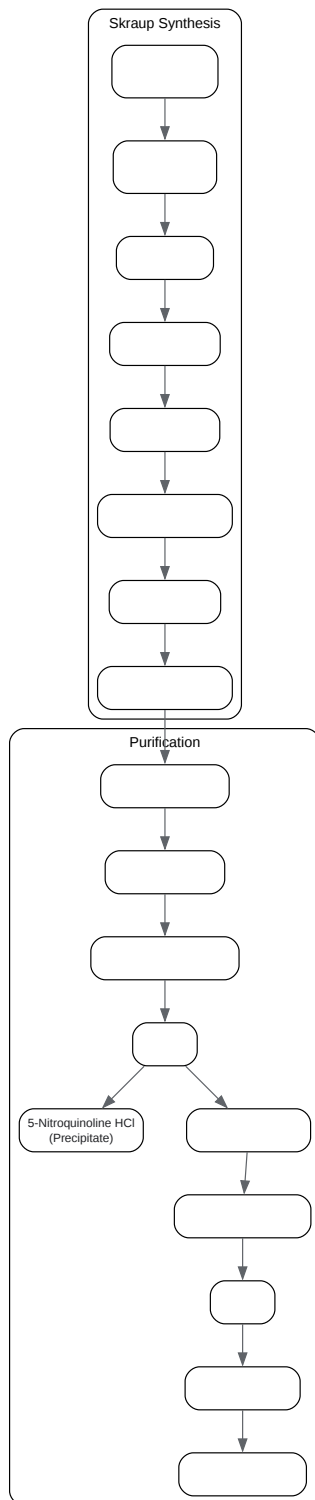 Skraup Synthesis
Purification
5-Nitroquinoline HCl
(Precipitate)